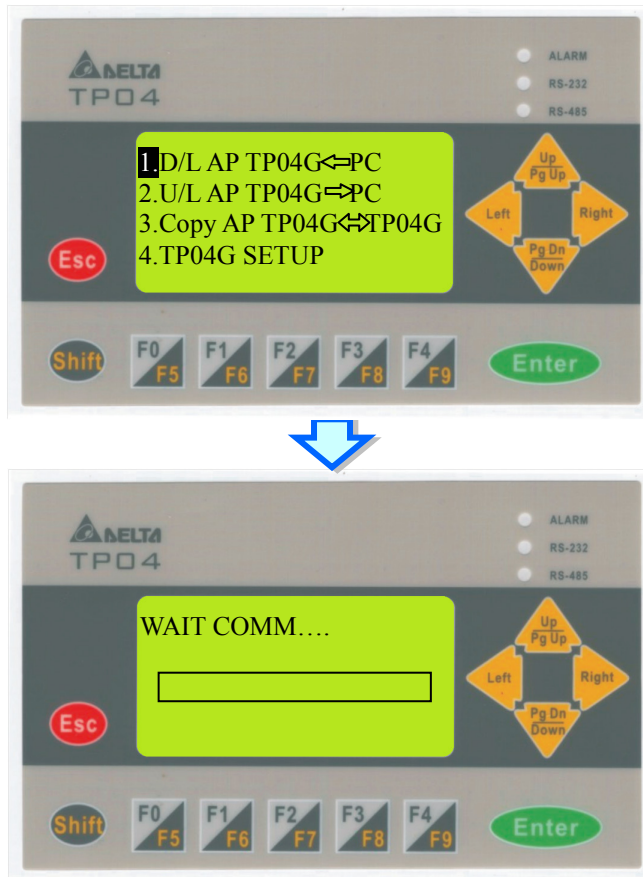 DELTA
TP04
ALARM
RS-232
RS-485
1.D/L AP TP04G⇐PC
2.U/L AP TP04G⇒PC
3.Copy AP TP04G⇔TP04G
4.TP04G SETUP
Up
Pg Up
Left
Right
Pg Dn
Down
Esc
Shift
F0
F5
F1
F6
F2
F7
F3
F8
F4
F9
Enter
DELTA
TP04
ALARM
RS-232
RS-485
WAIT COMM....
Up
Pg Up
Left
Right
Pg Dn
Down
Esc
Shift
F0
F5
F1
F6
F2
F7
F3
F8
F4
F9
Enter